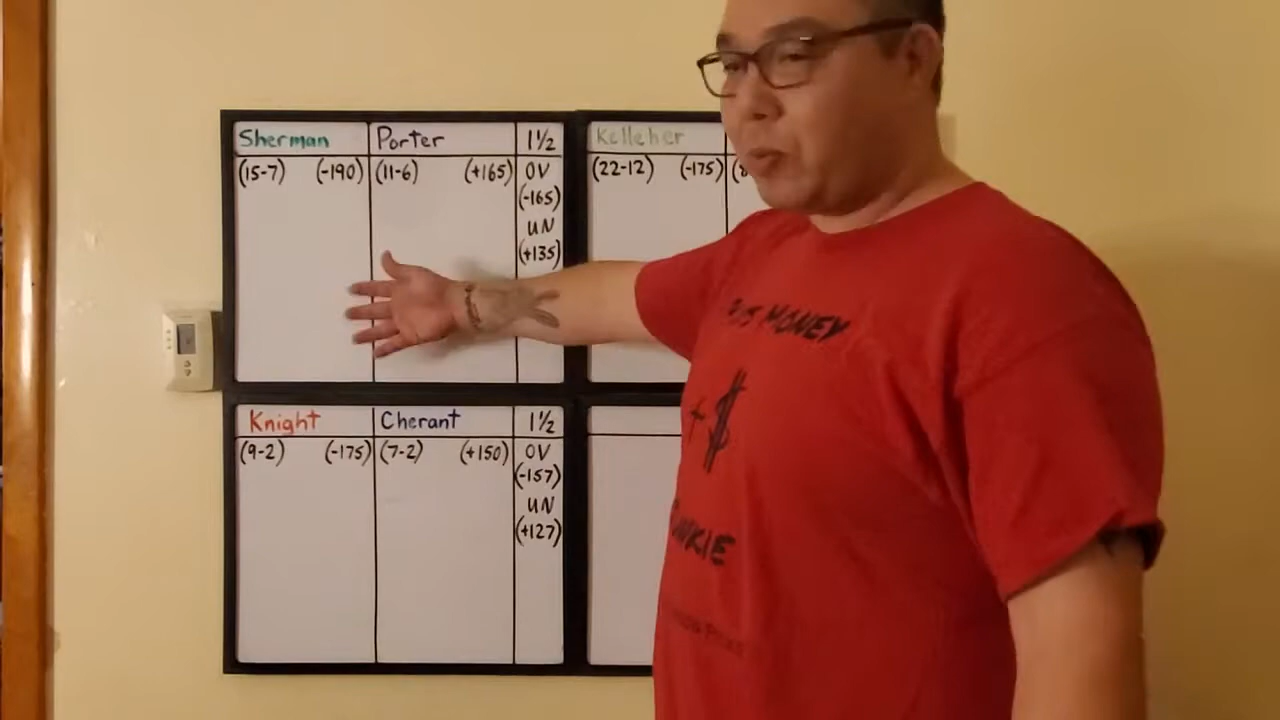 Sherman Porter 1½
(15-7) (-190) (11-6) (+165) OV
(-165)
UN
(+135)
Kelleher
(22-12) (-175)
Knight Cherant 1½
(9-2) (-175) (7-2) (+150) OV
(-157)
UN
(+127)
MONEY
+$